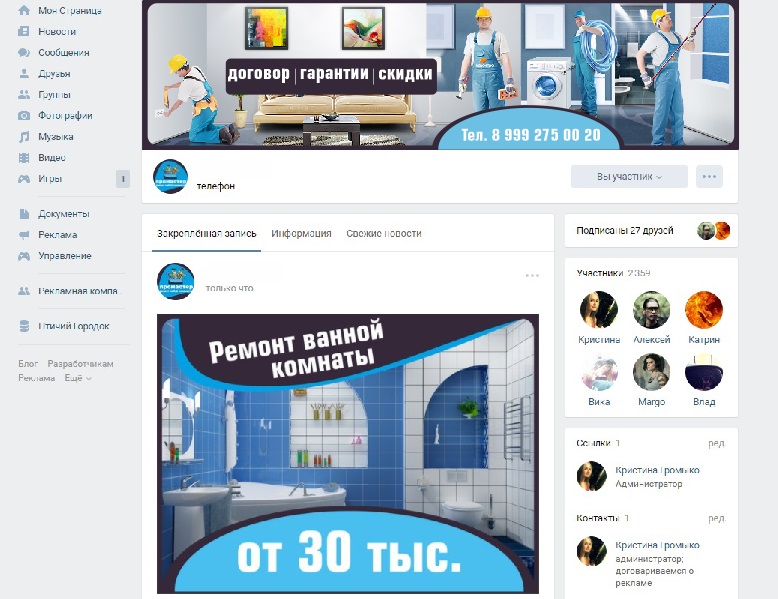 Моя Страница
Новости
Сообщения
Друзья
Группы
Фотографии
Музыка
Видео
Игры
1
Документы
Реклама
Управление
Рекламная компа..
Птичий Городок
Блог Разработчикам
Реклама Ещё
договор | гарантии | скидки
Тел. 8 999 275 00 20
телефон
Вы участник
Закреплённая запись Информация Свежие новости
только что
Ремонт ванной
комнаты
от 30 тыс.
Подписаны 27 друзей
Участники 2 359
Кристина Алексей Катрин
Вика Margo Влад
Ссылки 1 ред.
Кристина Громыко
Администратор
Контакты 1 ред.
Кристина Громыко
администратор;
договариваемся о
рекламе